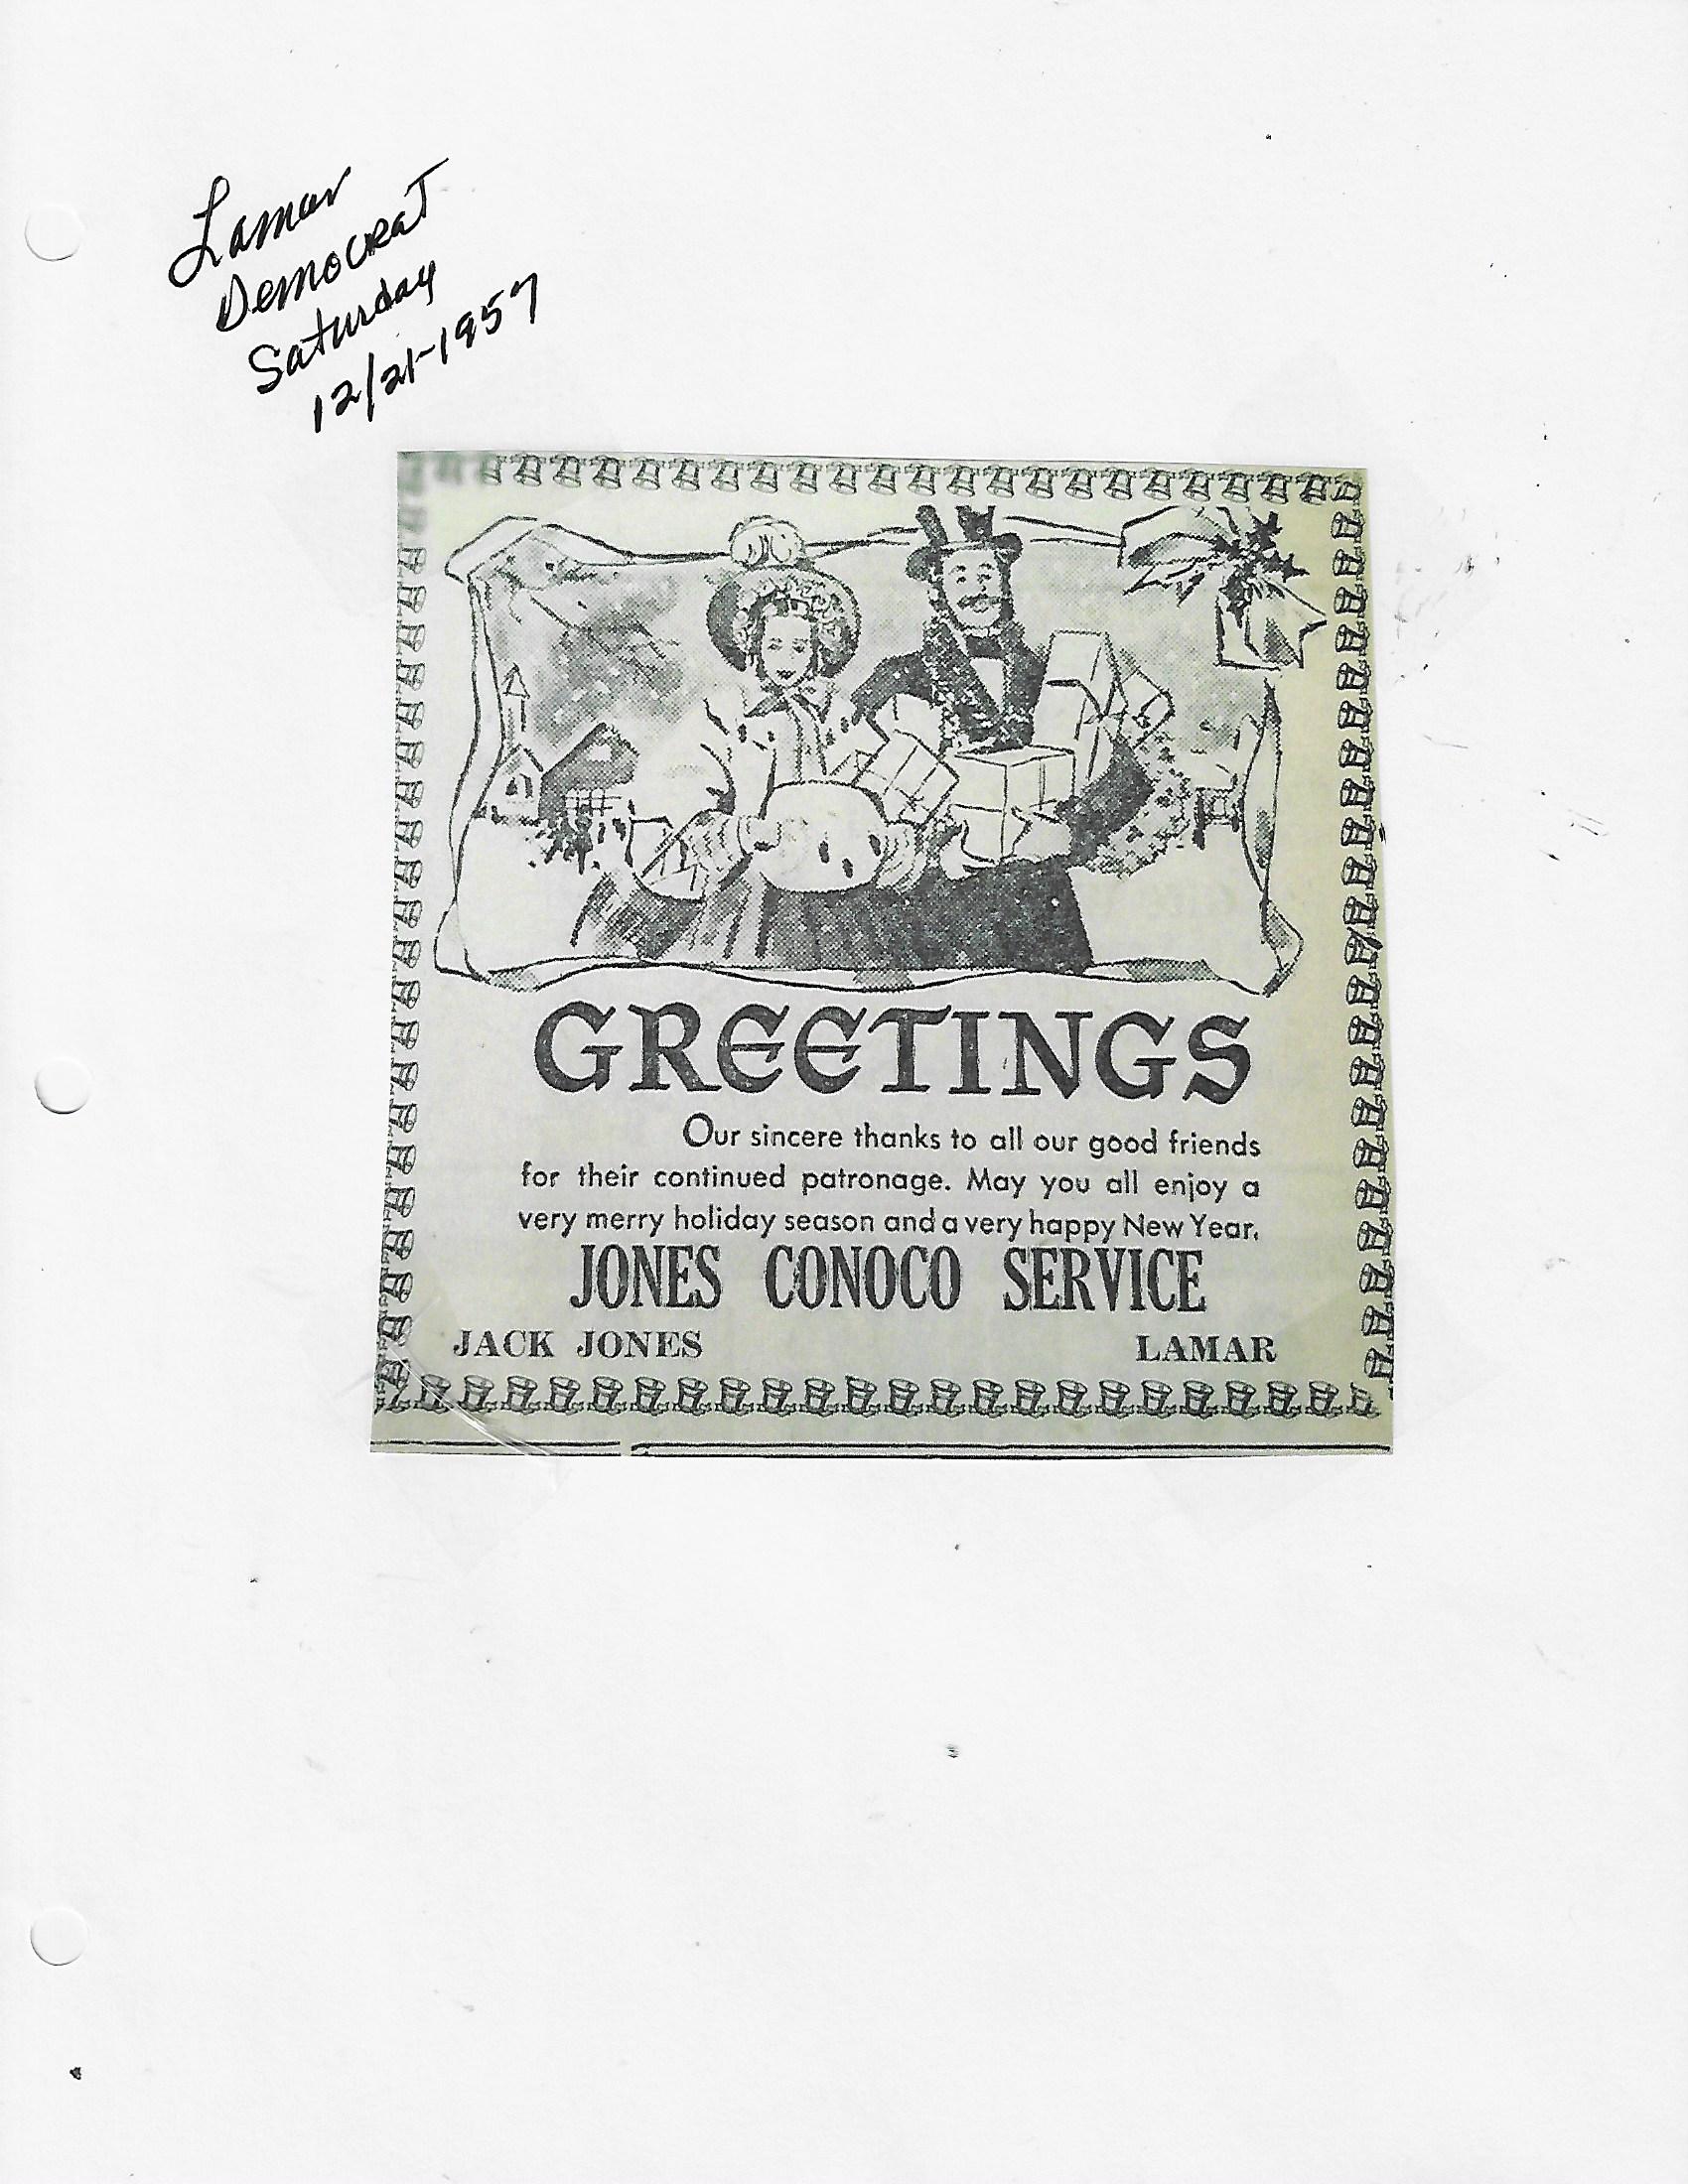 Lamar
Democrat
Saturday
12/21-1957
GREETINGS
Our sincere thanks to all our good friends
for their continued patronage. May you all enjoy a
very merry holiday season and a very happy New Year.
JONES CONOCO SERVICE
JACK JONES LAMAR